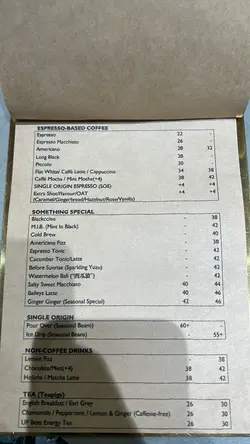 ESPRESSO-BASED COFFEE
Espresso 22 -
Espresso Macchiato 26 -
Americano 28 32
Long Black 28 -
Piccolo 30 -
Flat White/ Caffè Latte / Cappuccino 34 38
Caffè Mocha / Mint Mocha(+4) 38 42
SINGLE ORIGIN ESPRESSO (SOE) +4 +4
Extra Shot/Flavour/OAT +4 +4
(Caramel/Gingerbread/Hazelnut/Rose/Vanilla)
SOMETHING SPECIAL
Blackccino - 38
M.I.B. (Mint In Black) - 42
Cold Brew - 40
Americano Fizz - 38
Espresso Tonic - 42
Cucumber Tonic/Latte - 42
Before Sunrise (Sparkling Yuzu) - 42
Watermelon Bali - 42
Salty Sweet Macchiato 40 44
Baileys Latte 40 46
Ginger Ginger (Seasonal Special) 42 46
SINGLE ORIGIN
Pour Over (Seasonal Beans) 60+ -
Ice Drip (Seasonal Beans) - 55+
NON-COFFEE DRINKS
Lemint Fizz - 38
Chocolate/Mint(+4) 38 42
Hojicha / Matcha Latte 38 42
TEA (Teapigs)
English Breakfast / Earl Grey 26 30
Chamomile / Peppermint / Lemon & Ginger (Caffeine-free) 26 30
UP Beet Energy Tea 26 30